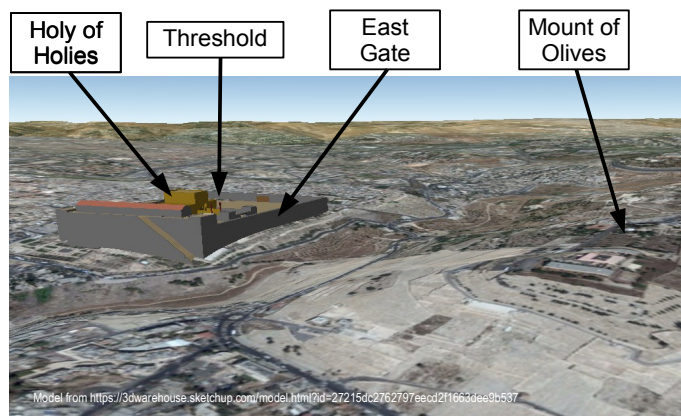 Holy of
Holies
Threshold
East
Gate
Mount of
Olives
Model from https://3dwarehouse.sketchup.com/model.html?id=27215dc2762797eecd2f1663dee9b537